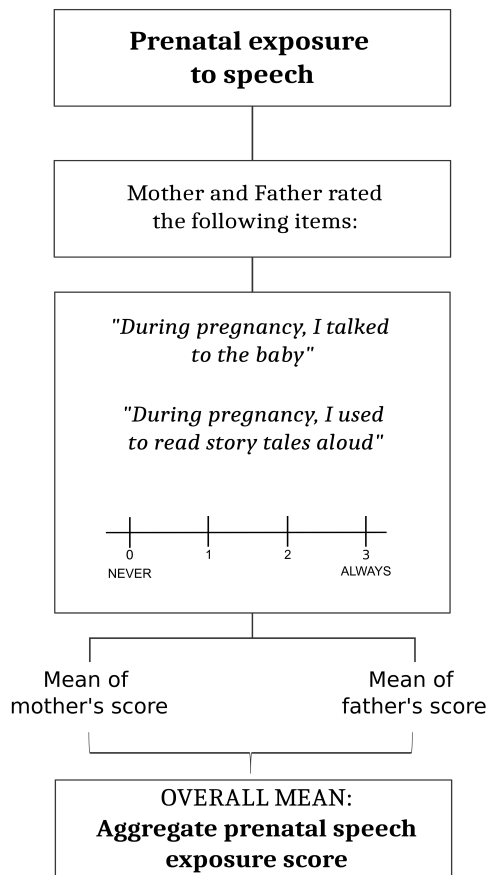 Prenatal exposure
to speech
Mother and Father rated
the following items:
"During pregnancy, I talked
to the baby"
"During pregnancy, I used
to read story tales aloud"
0 1 2 3
NEVER ALWAYS
Mean of Mean of
mother's score father's score
OVERALL MEAN:
Aggregate prenatal speech
exposure score